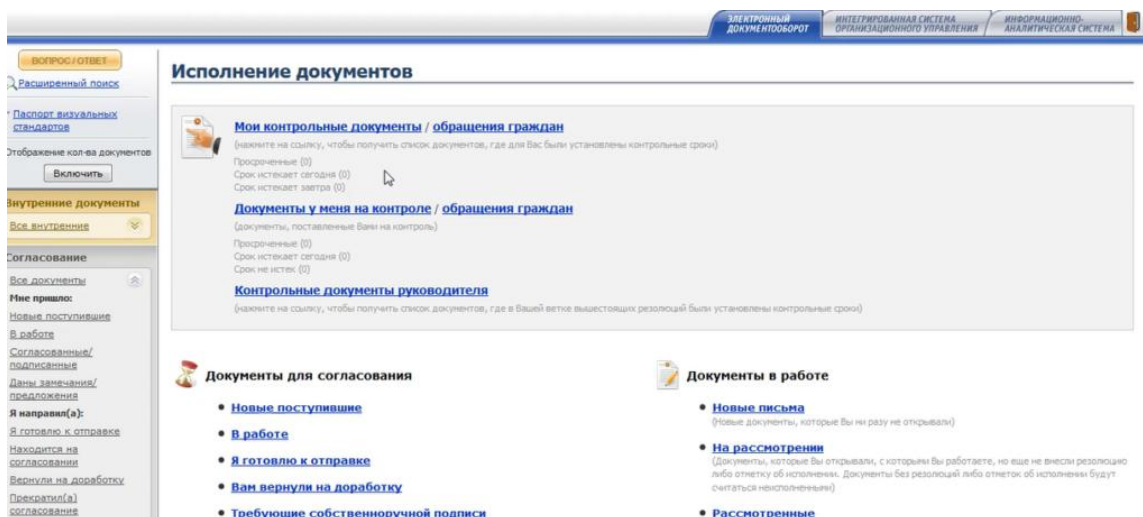 ЭЛЕКТРОННЫЙ
ДОКУМЕНТООБОРОТ
ИНТЕГРИРОВАННАЯ СИСТЕМА
ОРГАНИЗАЦИОННОГО УПРАВЛЕНИЯ
ИНФОРМАЦИОННО-
АНАЛИТИЧЕСКАЯ СИСТЕМА
ВОПРОС/ОТВЕТ
Расширенный поиск
Паспорт визуальных
стандартов
Отображение кол-ва документов
Включить
Внутренние документы
Все внутренние
Согласование
Все документы
Мне пришло:
Новые поступившие
В работе
Согласованные/
подписанные
Даны замечания/
предложения
Я направил(а):
Я готовлю к отправке
Находится на
согласовании
Вернули на доработку
Прекратил(а)
согласование
Исполнение документов
Мои контрольные документы / обращения граждан
(нажмите на ссылку, чтобы получить список документов, где для Вас были установлены контрольные сроки)
Просроченные (0)
Срок истекает сегодня (0)
Срок истекает завтра (0)
Документы у меня на контроле / обращения граждан
(документы, поставленные Вами на контроль)
Просроченные (0)
Срок истекает сегодня (0)
Срок не истек (0)
Контрольные документы руководителя
(нажмите на ссылку, чтобы получить список документов, где в Вашей ветке вышестоящих резолюций были установлены контрольные сроки)
Документы для согласования
Новые поступившие
В работе
Я готовлю к отправке
Вам вернули на доработку
Требующие собственноручной подписи
Документы в работе
Новые письма
(Новые документы, которые Вы ни разу не открывали)
На рассмотрении
(Документы, которые Вы открывали, с которыми Вы работаете, но еще не внесли резолюцию
либо отметку об исполнении. Документы без резолюций либо отметок об исполнении будут
считаться неисполненными)
Рассмотренные